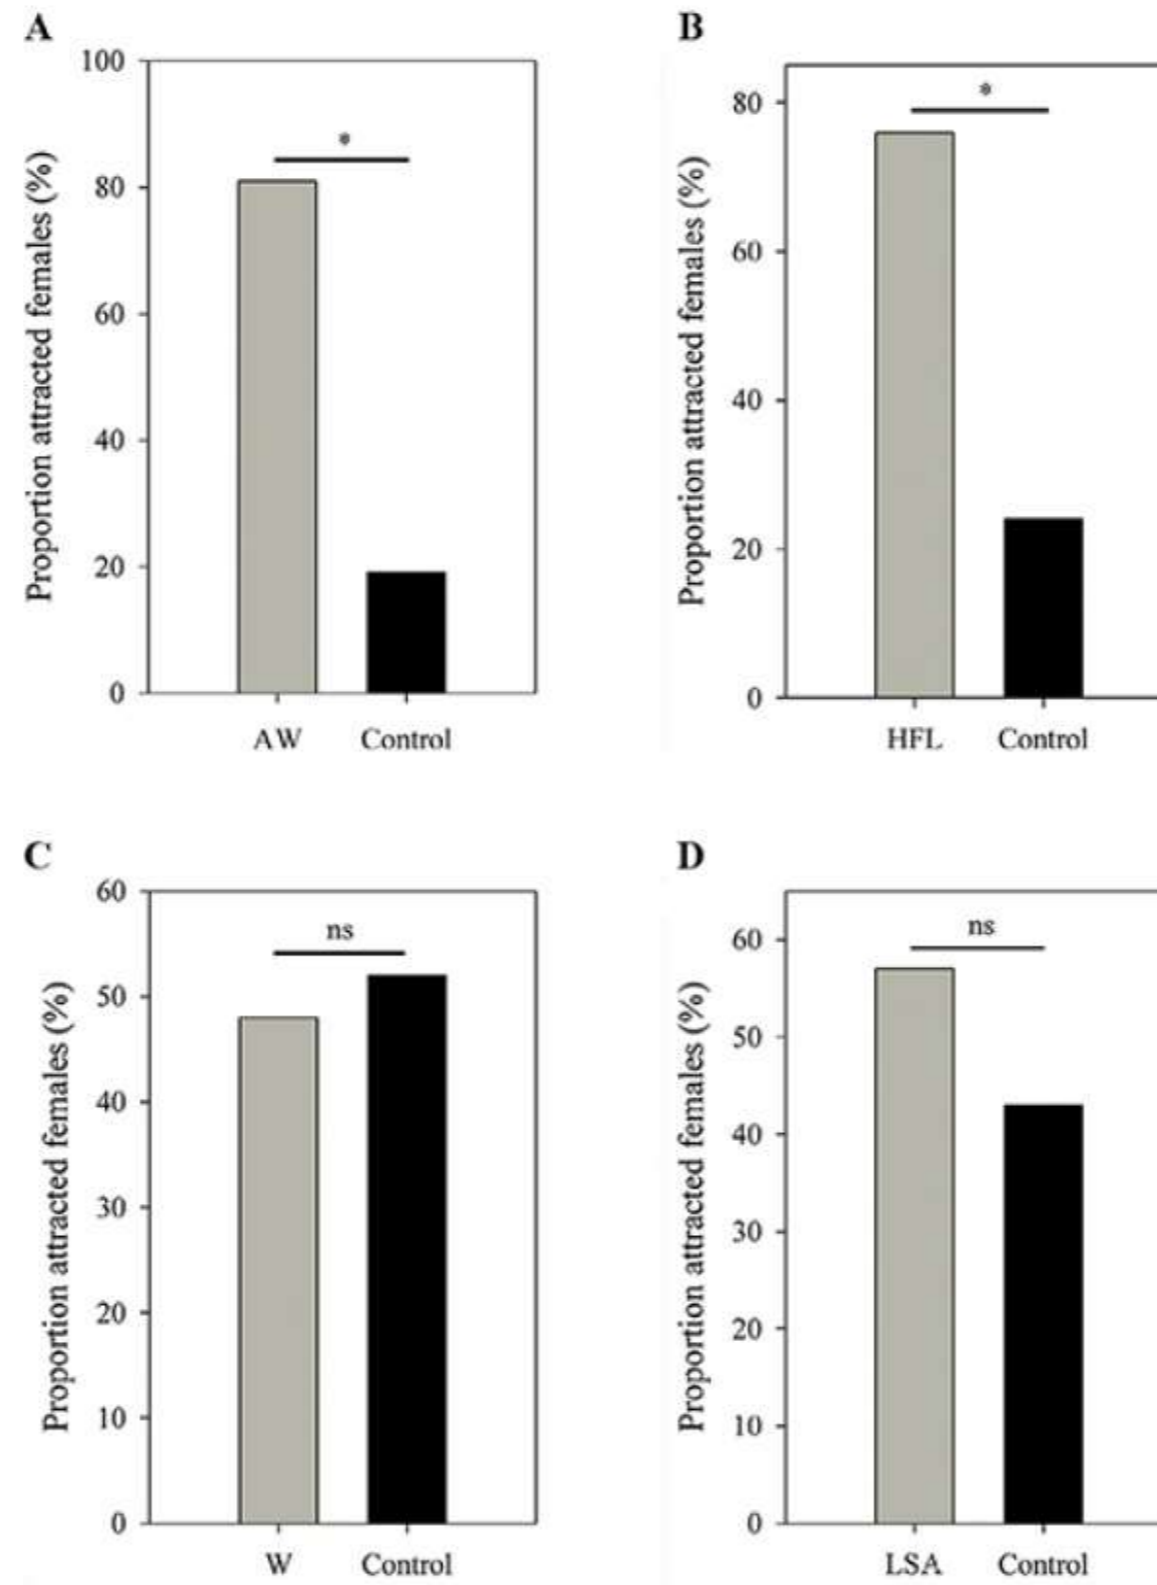 A
Proportion attracted females (%)
100
80
60
40
20
0
*
AW Control
B
Proportion attracted females (%)
80
60
40
20
0
*
HFL Control
C
Proportion attracted females (%)
60
50
40
30
20
10
0
ns
W Control
D
Proportion attracted females (%)
60
50
40
30
20
10
0
ns
LSA Control